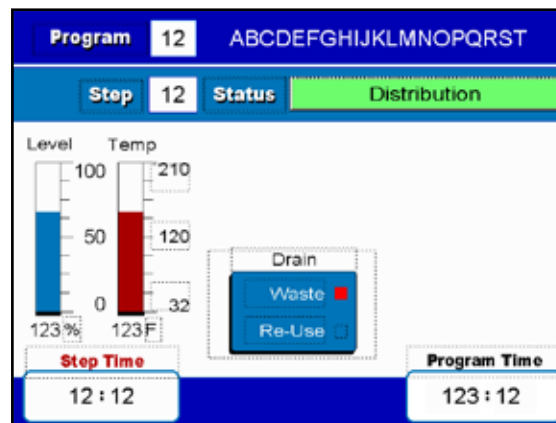 Program 12 ABCDEFGHIJKLMNOPQRST
Step 12 Status Distribution
Level Temp
100 210
50 120
0 32
123 % 123 F
Drain
Waste
Re-Use
Step Time
12 : 12
Program Time
123 : 12